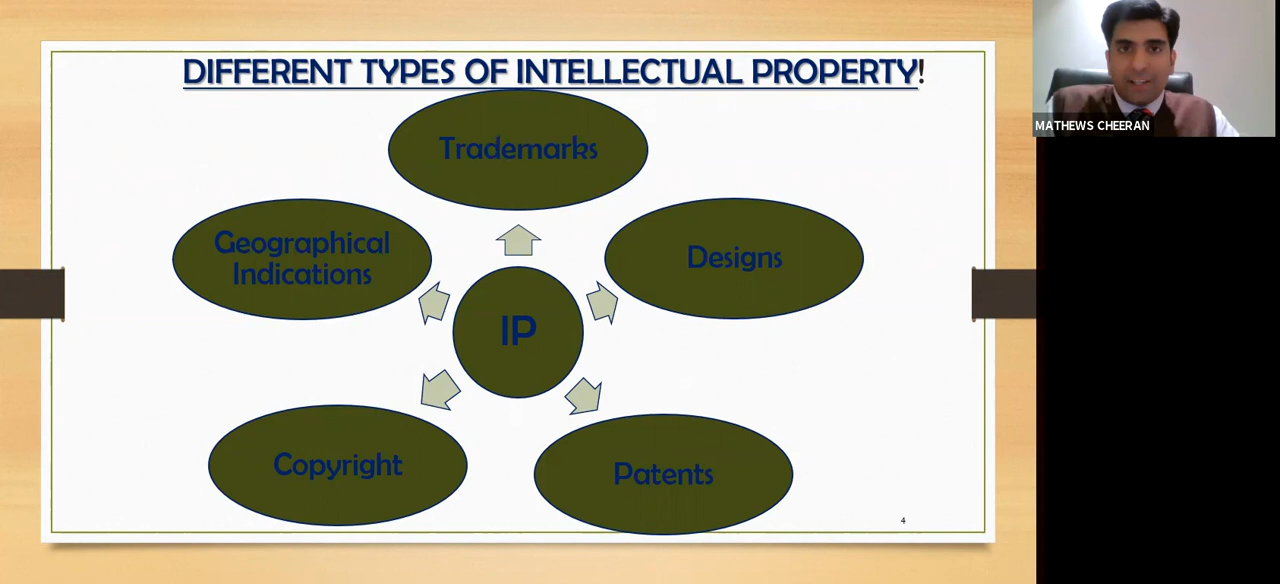 DIFFERENT TYPES OF INTELLECTUAL PROPERTY!
MATHEWS CHEERAN
Trademarks
Geographical
Indications
Designs
IP
Copyright
Patents
4